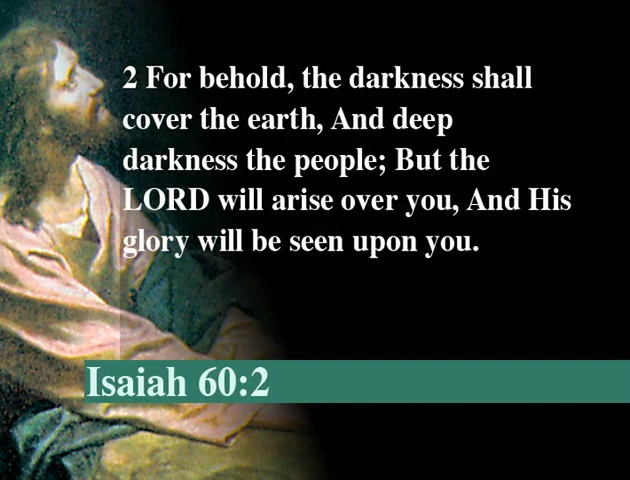 2 For behold, the darkness shall
cover the earth, And deep
darkness the people; But the
LORD will arise over you, And His
glory will be seen upon you.
Isaiah 60:2